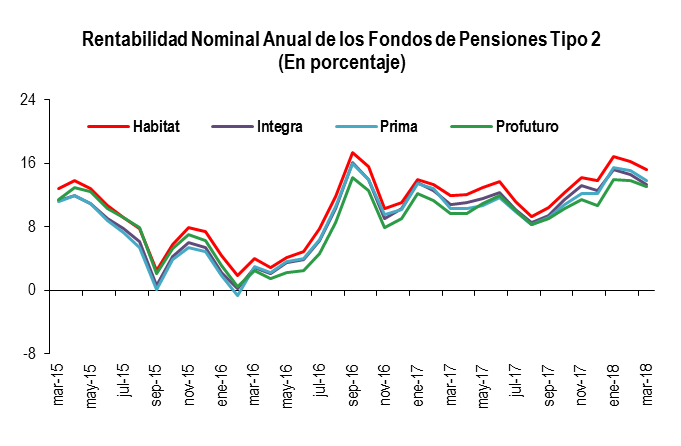 Rentabilidad Nominal Anual de los Fondos de Pensiones Tipo 2
(En porcentaje)
24
Habitat Integra Prima Profuturo
16
8
0
-8
mar-15 may-15 jul-15 sep-15 nov-15 ene-16 mar-16 may-16 jul-16 sep-16 nov-16 ene-17 mar-17 may-17 jul-17 sep-17 nov-17 ene-18 mar-18